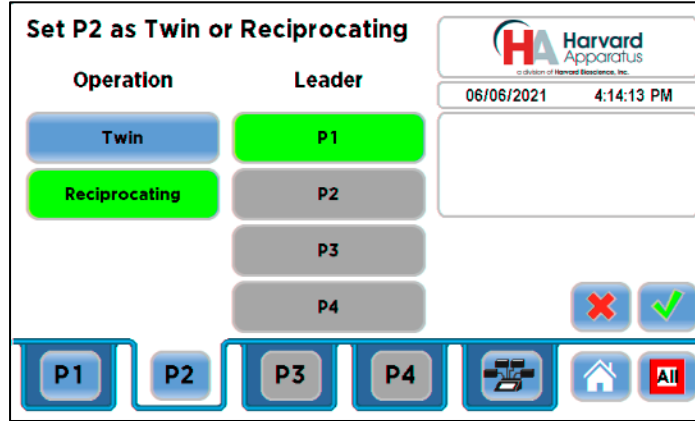 Set P2 as Twin or Reciprocating
Operation
Leader
HA Harvard
Apparatus
a division of Harvard Bioscience, Inc.
06/06/2021 4:14:13 PM
Twin
P1
Reciprocating
P2
P3
P4
P1 P2 P3 P4 All